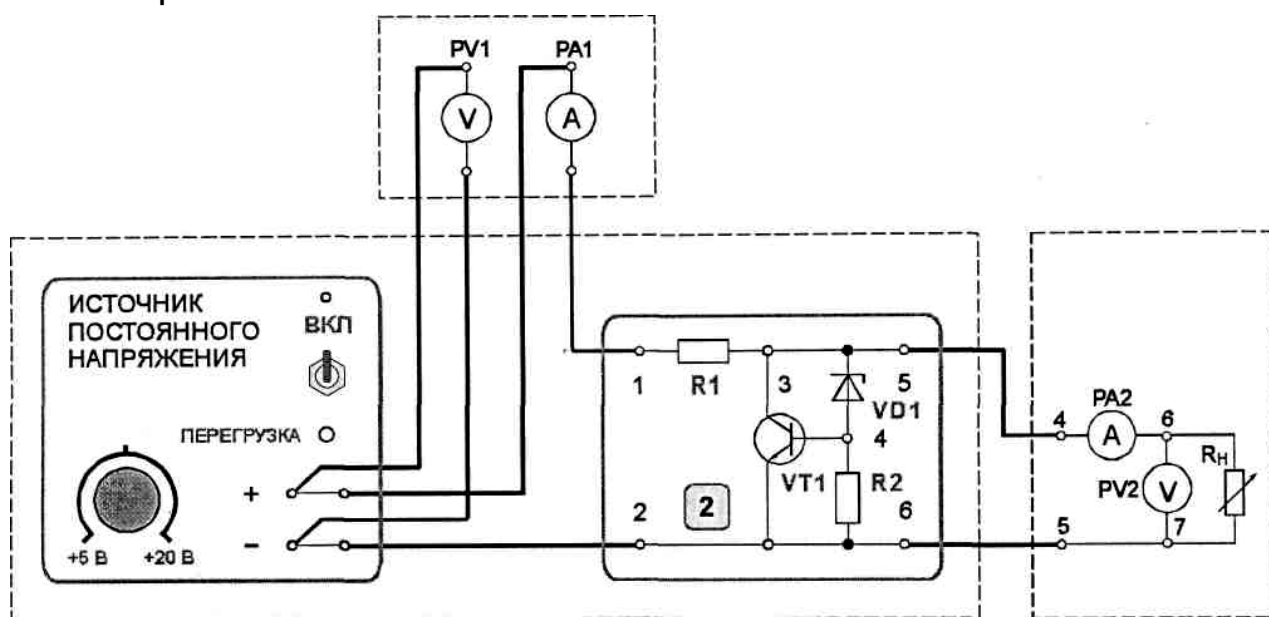 PV1 PA1
V A
ИСТОЧНИК
ПОСТОЯННОГО
НАПРЯЖЕНИЯ
ВКЛ
ПЕРЕГРУЗКА
+
−
+5 В +20 В
1 R1 3 5
VD1
4
VT1 R2
2 2 6
4 PA2 6
A
RН
PV2 V
5 7